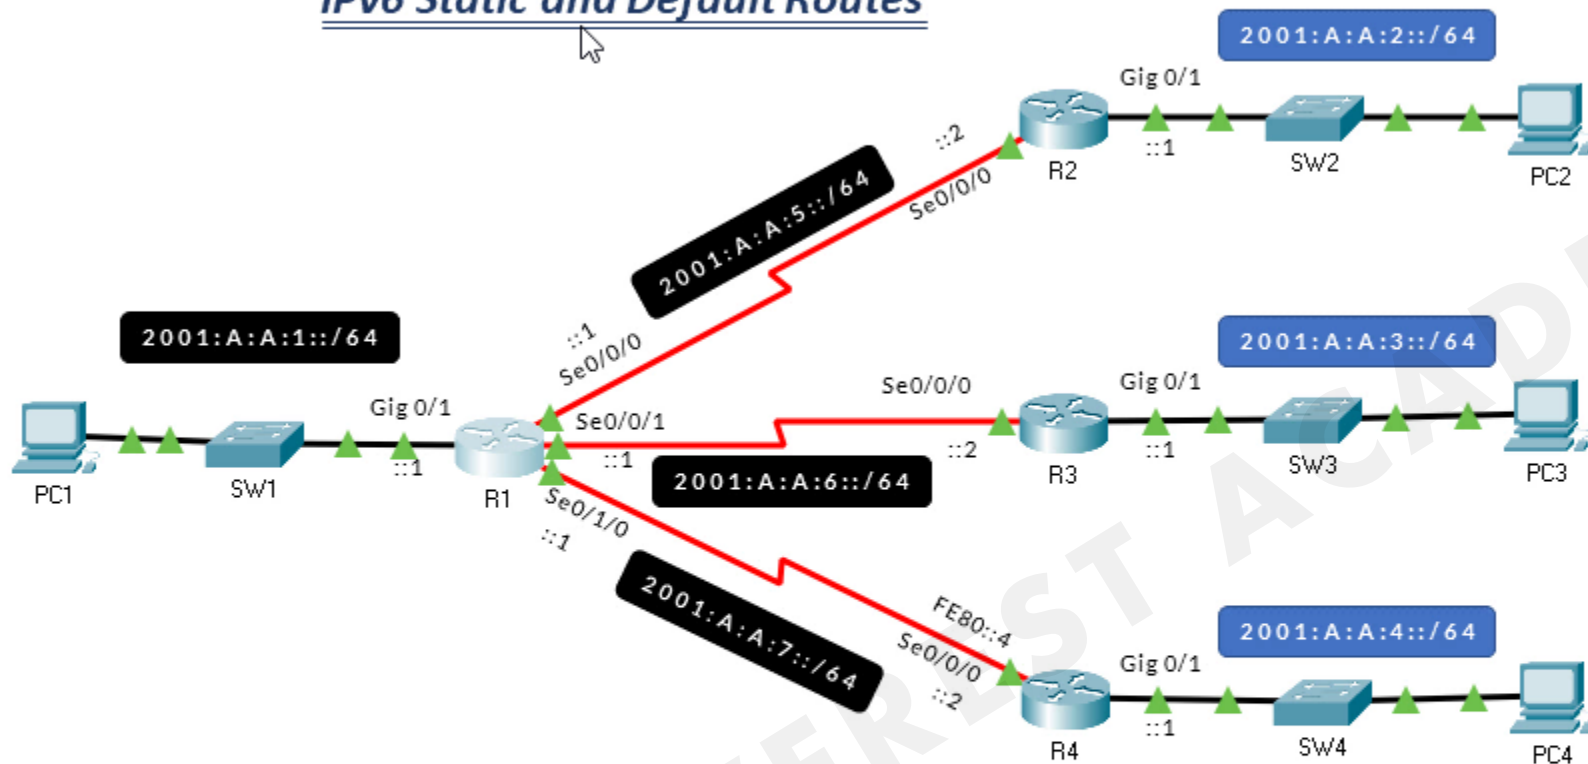 IPv6 Static and Default Routes
2001:A:A:2::/64
Gig 0/1
::2
::1
R2
SW2
PC2
Se0/0/0
2001:A:A:5::/64
2001:A:A:1::/64
::1
Se0/0/0
2001:A:A:3::/64
Se0/0/0
Gig 0/1
Gig 0/1
Se0/0/1
::1
::1
::2
::1
PC1
SW1
R1
2001:A:A:6::/64
R3
SW3
PC3
Se0/1/0
::1
2001:A:A:7::/64
FE80::4
Se0/0/0
::2
2001:A:A:4::/64
Gig 0/1
::1
R4
SW4
PC4